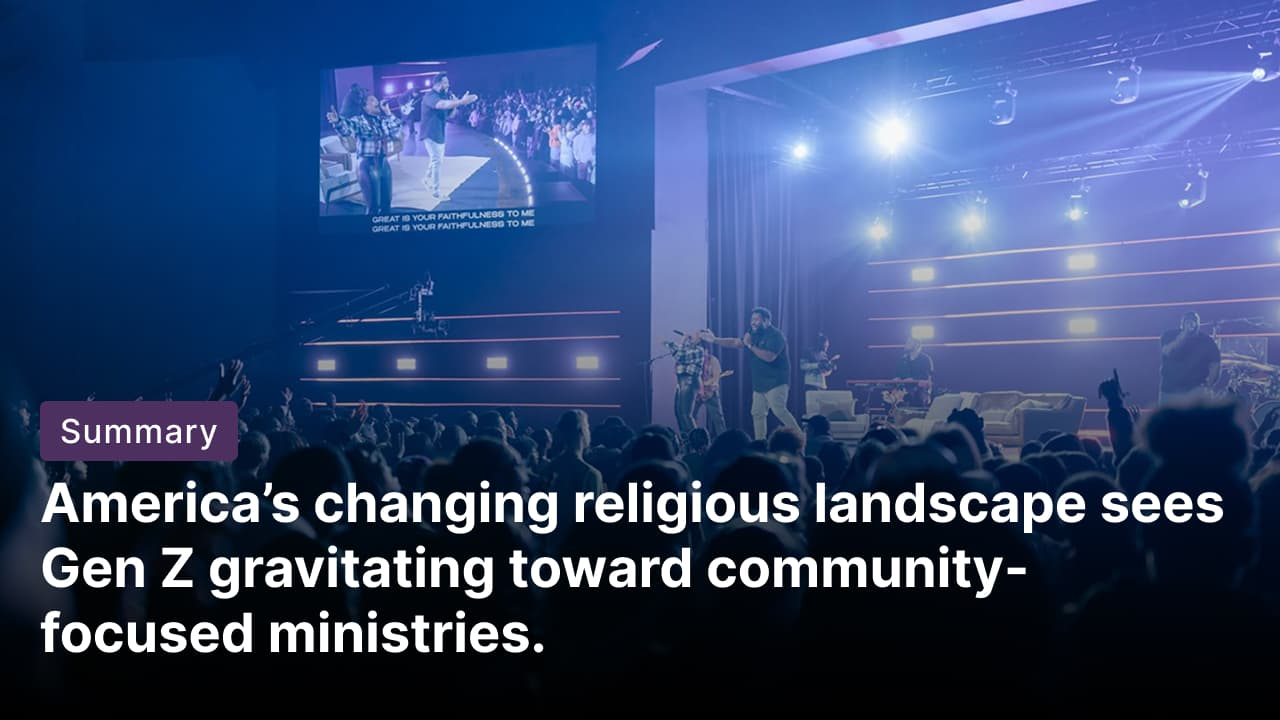 GREAT IS YOUR FAITHFULNESS TO ME
GREAT IS YOUR FAITHFULNESS TO ME
Summary
America’s changing religious landscape sees
Gen Z gravitating toward community-
focused ministries.